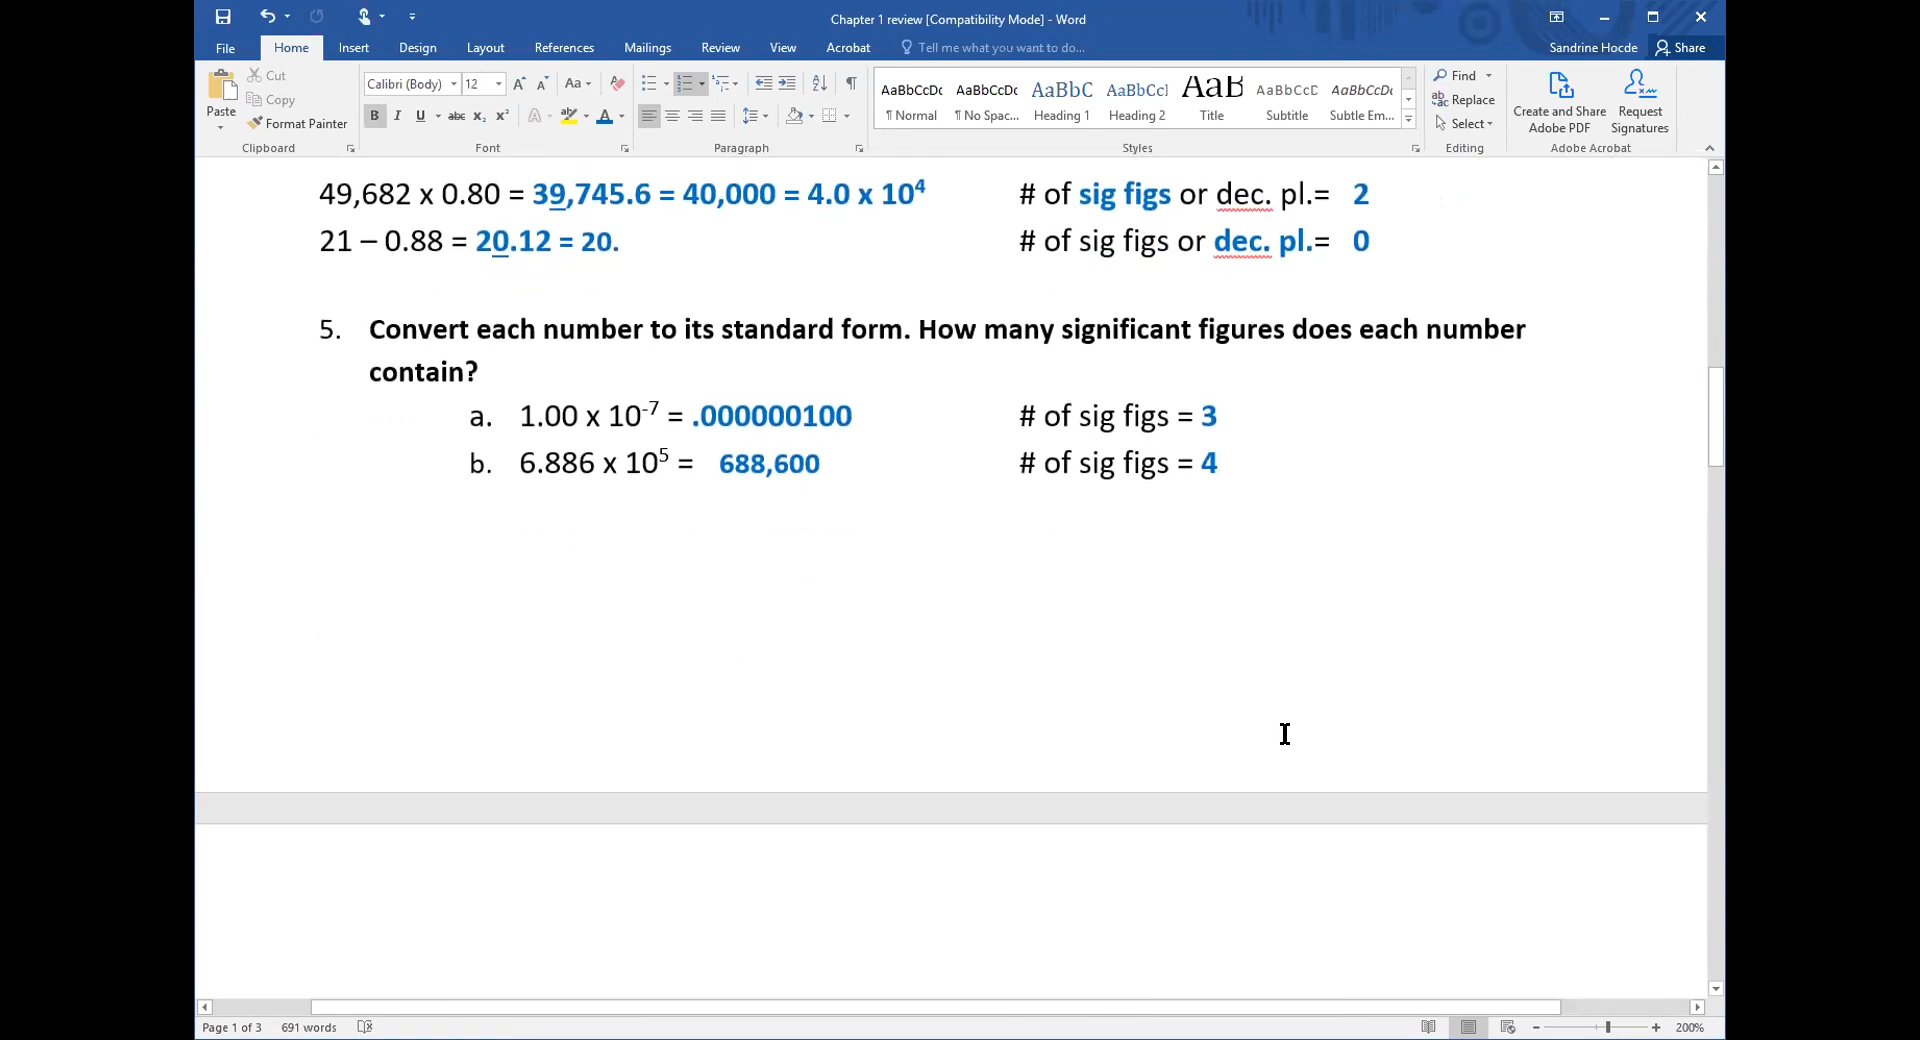 Chapter 1 review [Compatibility Mode] - Word
File Home Insert Design Layout References Mailings Review View Acrobat Tell me what you want to do... Sandrine Hocde Share
Paste Cut Copy Format Painter
Clipboard
Calibri (Body) 12 A A Aa
B I U abc x₂ x² A aby A
Font
Paragraph
AaBbCcDc AaBbCcDc AaBbC AaBbCcI AaB AaBbCcD AaBbCcDc
¶ Normal ¶ No Spac... Heading 1 Heading 2 Title Subtitle Subtle Em...
Styles
Find
Replace
Select
Editing
Create and Share Adobe PDF
Request Signatures
Adobe Acrobat
49,682 x 0.80 = 39,745.6 = 40,000 = 4.0 x 10⁴ # of sig figs or dec. pl.= 2
21 – 0.88 = 20.12 = 20. # of sig figs or dec. pl.= 0
5. Convert each number to its standard form. How many significant figures does each number
contain?
a. 1.00 x 10⁻⁷ = .000000100 # of sig figs = 3
b. 6.886 x 10⁵ = 688,600 # of sig figs = 4
Page 1 of 3 691 words 200%